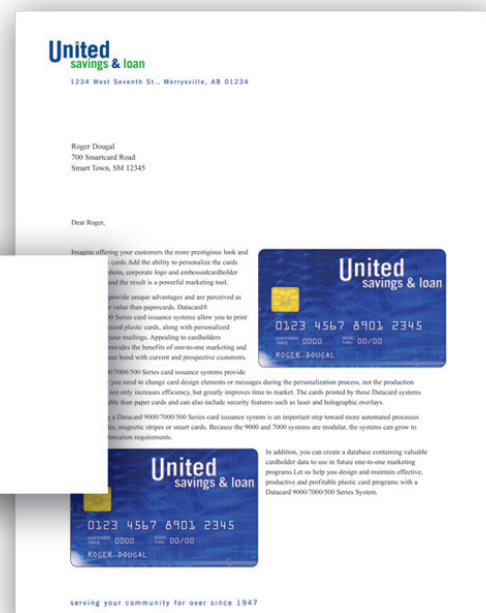 United
savings & loan
1234 West Seventh St., Merrysville, AB 01234
Roger Dougal
700 Smartcard Road
Smart Town, SM 12345
Dear Roger,
Imagine offering your customers the more prestigious look and
cards.Add the ability to personalize the cards
photo, corporate logo and embossedcardholder
and the result is a powerful marketing tool.
provide unique advantages and are perceived as
value than papercards. Datacard®
Series card issuance systems allow you to print
plastic cards, along with personalized
your mailings. Appealing to cardholders
provides the benefits of one-to-one marketing and
your bond with current and prospective customers.
/7000/500 Series card issuance systems provide
you need to change card design elements or messages during the personalization process, not the production
not only increases efficiency, but greatly improves time to market. The cards printed by these Datacard systems
than paper cards and can also include security features such as laser and holographic overlays.
a Datacard 9000/7000/500 Series card issuance system is an important step toward more automated processes
magnetic stripes or smart cards. Because the 9000 and 7000 systems are modular, the systems can grow to
requirements.
United
savings & loan
0123 4567 8901 2345
CUSTOMER SINCE 0000 GOOD THRU 00/00
ROGER DOUGAL
In addition, you can create a database containing valuable
cardholder data to use in future one-to-one marketing
programs.Let us help you design and maintain effective,
productive and profitable plastic card programs with a
Datacard 9000/7000/500 Series System.
United
savings & loan
0123 4567 8901 2345
CUSTOMER SINCE 0000 GOOD THRU 00/00
ROGER DOUGAL
serving your community for over since 1947